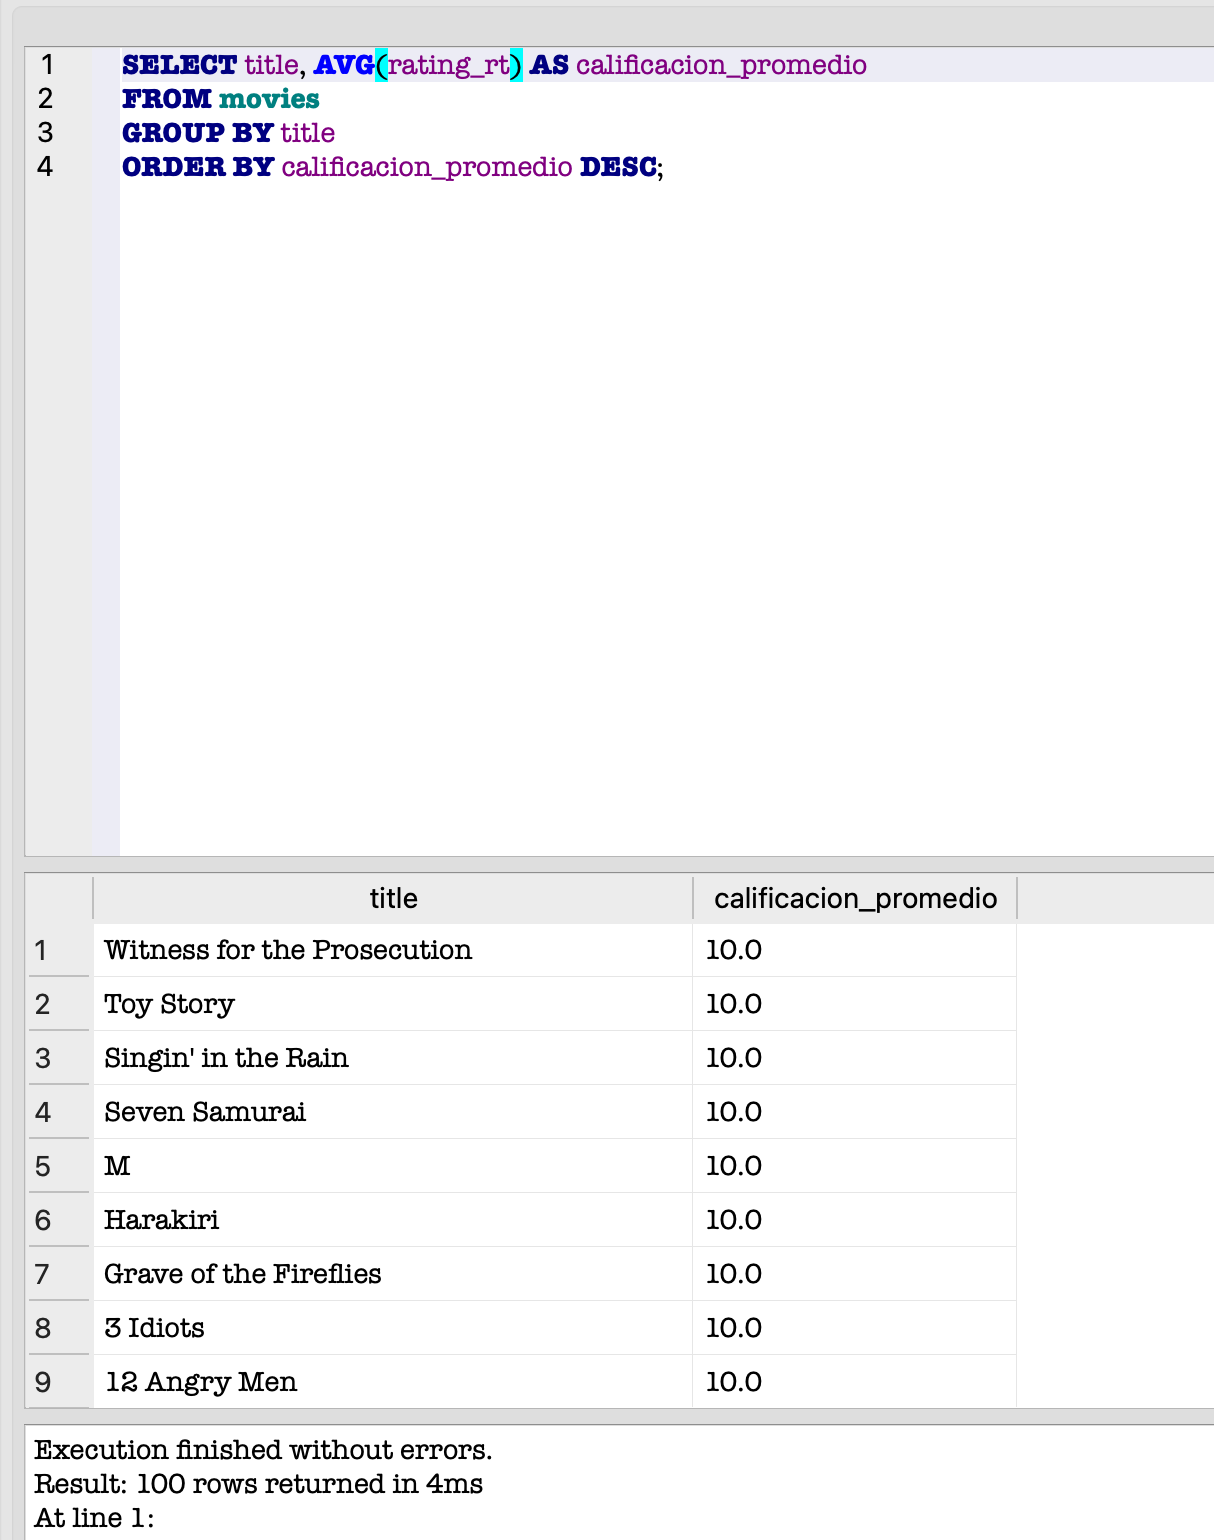 1 SELECT title, AVG(rating_rt) AS calificacion_promedio
2 FROM movies
3 GROUP BY title
4 ORDER BY calificacion_promedio DESC;
title calificacion_promedio
1 Witness for the Prosecution 10.0
2 Toy Story 10.0
3 Singin' in the Rain 10.0
4 Seven Samurai 10.0
5 M 10.0
6 Harakiri 10.0
7 Grave of the Fireflies 10.0
8 3 Idiots 10.0
9 12 Angry Men 10.0
Execution finished without errors.
Result: 100 rows returned in 4ms
At line 1: